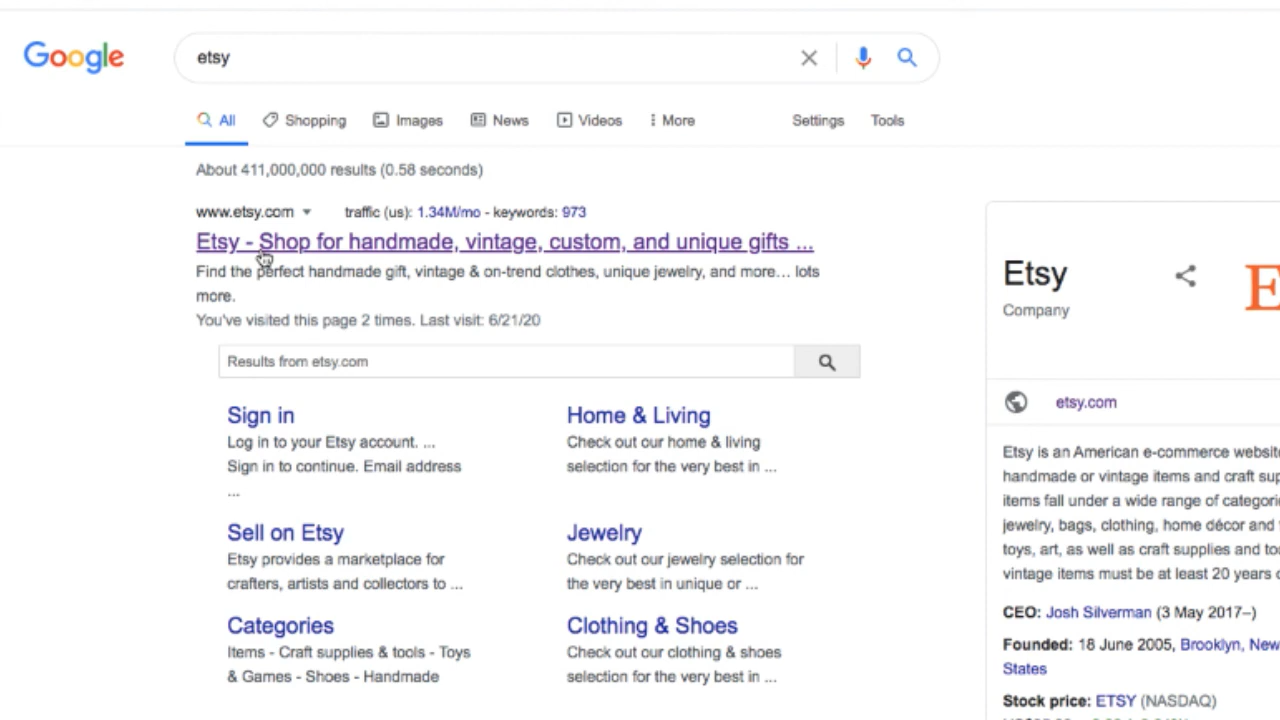 Google
etsy
All
Shopping
Images
News
Videos
More
Settings
Tools
About 411,000,000 results (0.58 seconds)
www.etsy.com
traffic (us): 1.34M/mo - keywords: 973
Etsy - Shop for handmade, vintage, custom, and unique gifts ...
Find the perfect handmade gift, vintage & on-trend clothes, unique jewelry, and more... lots
more.
You've visited this page 2 times. Last visit: 6/21/20
Results from etsy.com
Sign in
Log in to your Etsy account. ...
Sign in to continue. Email address
...
Home & Living
Check out our home & living
selection for the very best in ...
Sell on Etsy
Etsy provides a marketplace for
crafters, artists and collectors to ...
Jewelry
Check out our jewelry selection for
the very best in unique or ...
Categories
Items - Craft supplies & tools - Toys
& Games - Shoes - Handmade
Clothing & Shoes
Check out our clothing & shoes
selection for the very best in ...
Etsy
Company
E
etsy.com
Etsy is an American e-commerce website
handmade or vintage items and craft sup
items fall under a wide range of categorie
jewelry, bags, clothing, home décor and
toys, art, as well as craft supplies and too
vintage items must be at least 20 years o
CEO: Josh Silverman (3 May 2017–)
Founded: 18 June 2005, Brooklyn, New
States
Stock price: ETSY (NASDAQ)